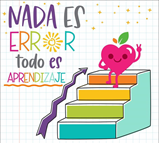 NADA ES
ERROR
todo es
APRENDIZAJE